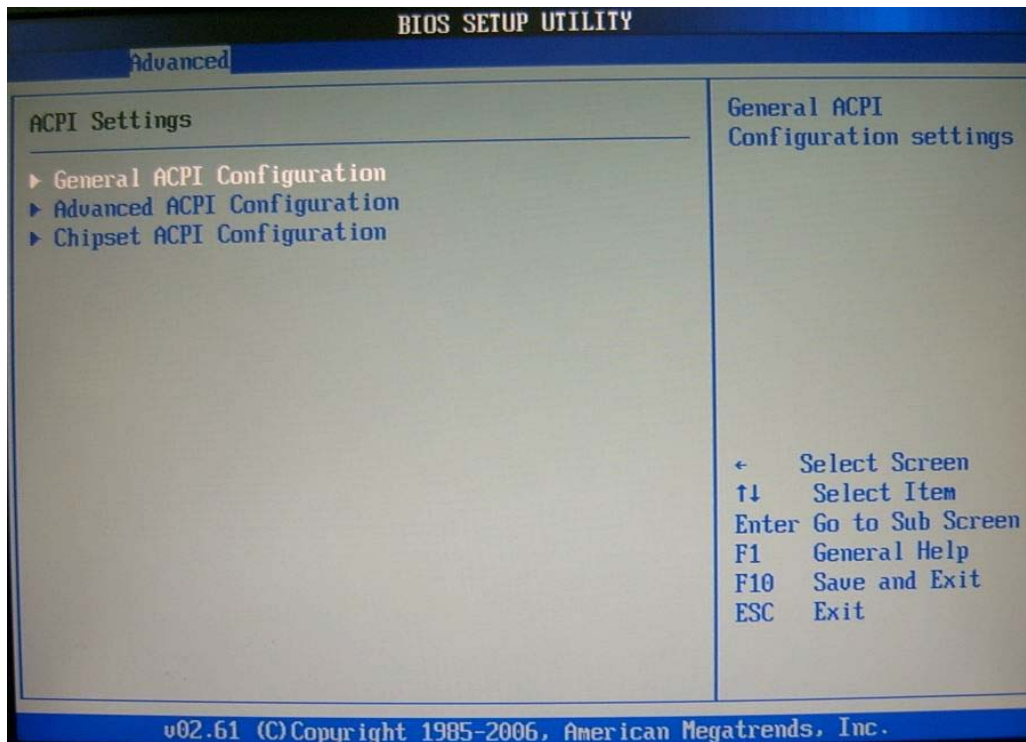 BIOS SETUP UTILITY
Advanced
ACPI Settings
▶ General ACPI Configuration
▶ Advanced ACPI Configuration
▶ Chipset ACPI Configuration
General ACPI
Configuration settings
← Select Screen
↑↓ Select Item
Enter Go to Sub Screen
F1 General Help
F10 Save and Exit
ESC Exit
v02.61 (C)Copyright 1985-2006, American Megatrends, Inc.